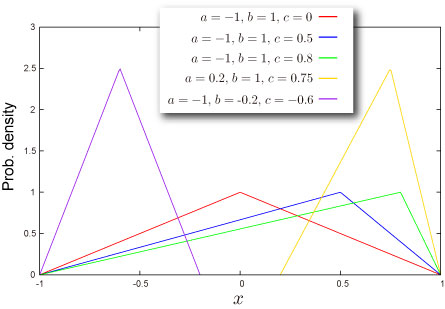 a = −1, b = 1, c = 0
a = −1, b = 1, c = 0.5
a = −1, b = 1, c = 0.8
a = 0.2, b = 1, c = 0.75
a = −1, b = -0.2, c = −0.6
3
2.5
2
1.5
1
0.5
0
Prob. density
-1 -0.5 0 0.5 1
x